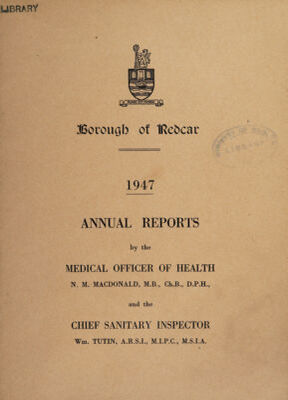 LIBRARY
Borough of Redcar
1947
ANNUAL REPORTS
by the
MEDICAL OFFICER OF HEALTH
N. M. MACDONALD, M.B., Ch.B., D.P.H.,
and the
CHIEF SANITARY INSPECTOR
Wm. TUTIN, A.R.S.I., M.I.P.C., M.S.I.A.